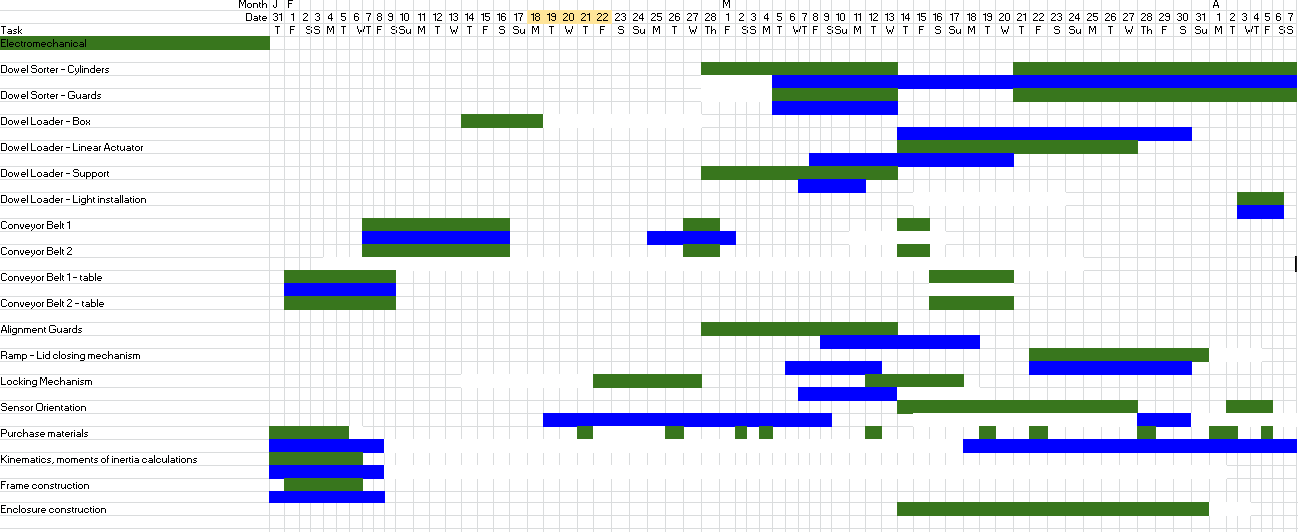 Month J F M A
Date 31 1 2 3 4 5 6 7 8 9 10 11 12 13 14 15 16 17 18 19 20 21 22 23 24 25 26 27 28 1 2 3 4 5 6 7 8 9 10 11 12 13 14 15 16 17 18 19 20 21 22 23 24 25 26 27 28 29 30 31 1 2 3 4 5 6 7
Task T F S S M T W T F S Su M T W T F S Su M T W T F S Su M T W Th F S S M T W T F S Su M T W T F S Su M T W T F S Su M T W Th F S Su M T W T F S S
Electromechanical
Dowel Sorter - Cylinders
Dowel Sorter - Guards
Dowel Loader - Box
Dowel Loader - Linear Actuator
Dowel Loader - Support
Dowel Loader - Light installation
Conveyor Belt 1
Conveyor Belt 2
Conveyor Belt 1- table
Conveyor Belt 2 - table
Alignment Guards
Ramp - Lid closing mechanism
Locking Mechanism
Sensor Orientation
Purchase materials
Kinematics, moments of inertia calculations
Frame construction
Enclosure construction